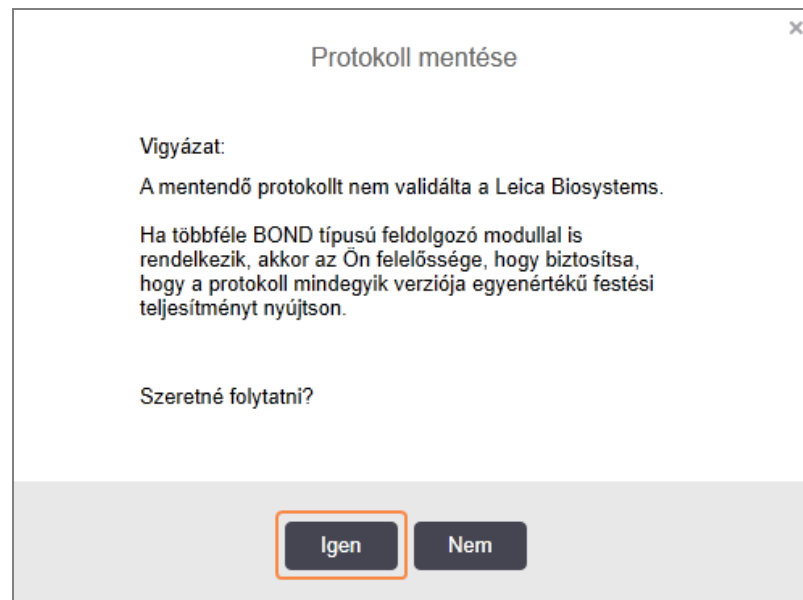 Protokoll mentése
Vigyázat:
A mentendő protokollt nem validálta a Leica Biosystems.
Ha többféle BOND típusú feldolgozó modullal is
rendelkezik, akkor az Ön felelőssége, hogy biztosítsa,
hogy a protokoll mindegyik verziója egyenértékű festési
teljesítményt nyújtson.
Szeretné folytatni?
Igen Nem